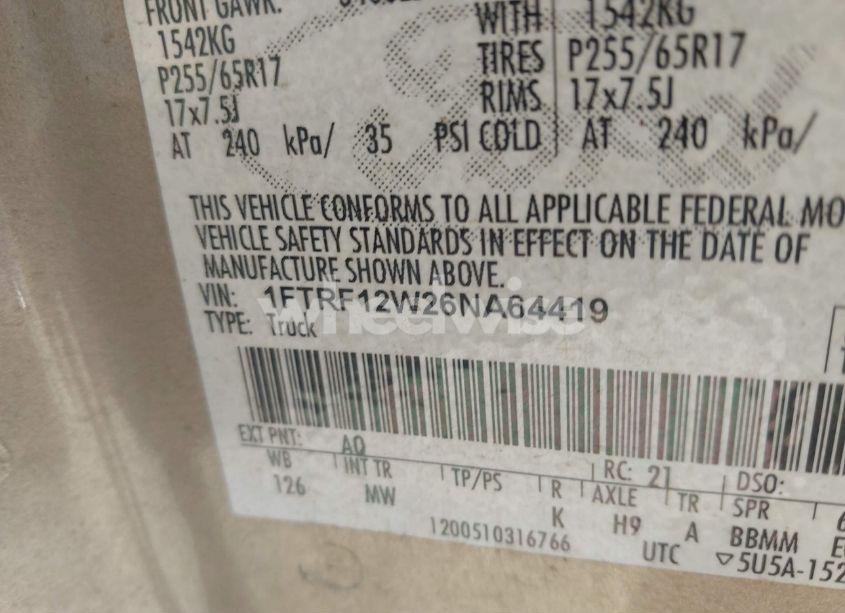 FRONT GAWR:
WITH 1542KG
1542KG
TIRES P255/65R17
P255/65R17
RIMS 17x7.5J
17x7.5J
AT 240 kPa/ 35 PSI COLD AT 240 kPa/
THIS VEHICLE CONFORMS TO ALL APPLICABLE FEDERAL MO
VEHICLE SAFETY STANDARDS IN EFFECT ON THE DATE OF
MANUFACTURE SHOWN ABOVE.
VIN: 1FTRF12W26NA64419
TYPE: Truck
wheelwise
EXT PNT: AQ
RC: 21 DSO:
WB INT TR TP/PS R AXLE TR SPR
126 MW K H9 A BBMM
1200510316766 UTC ▽5U5A-152